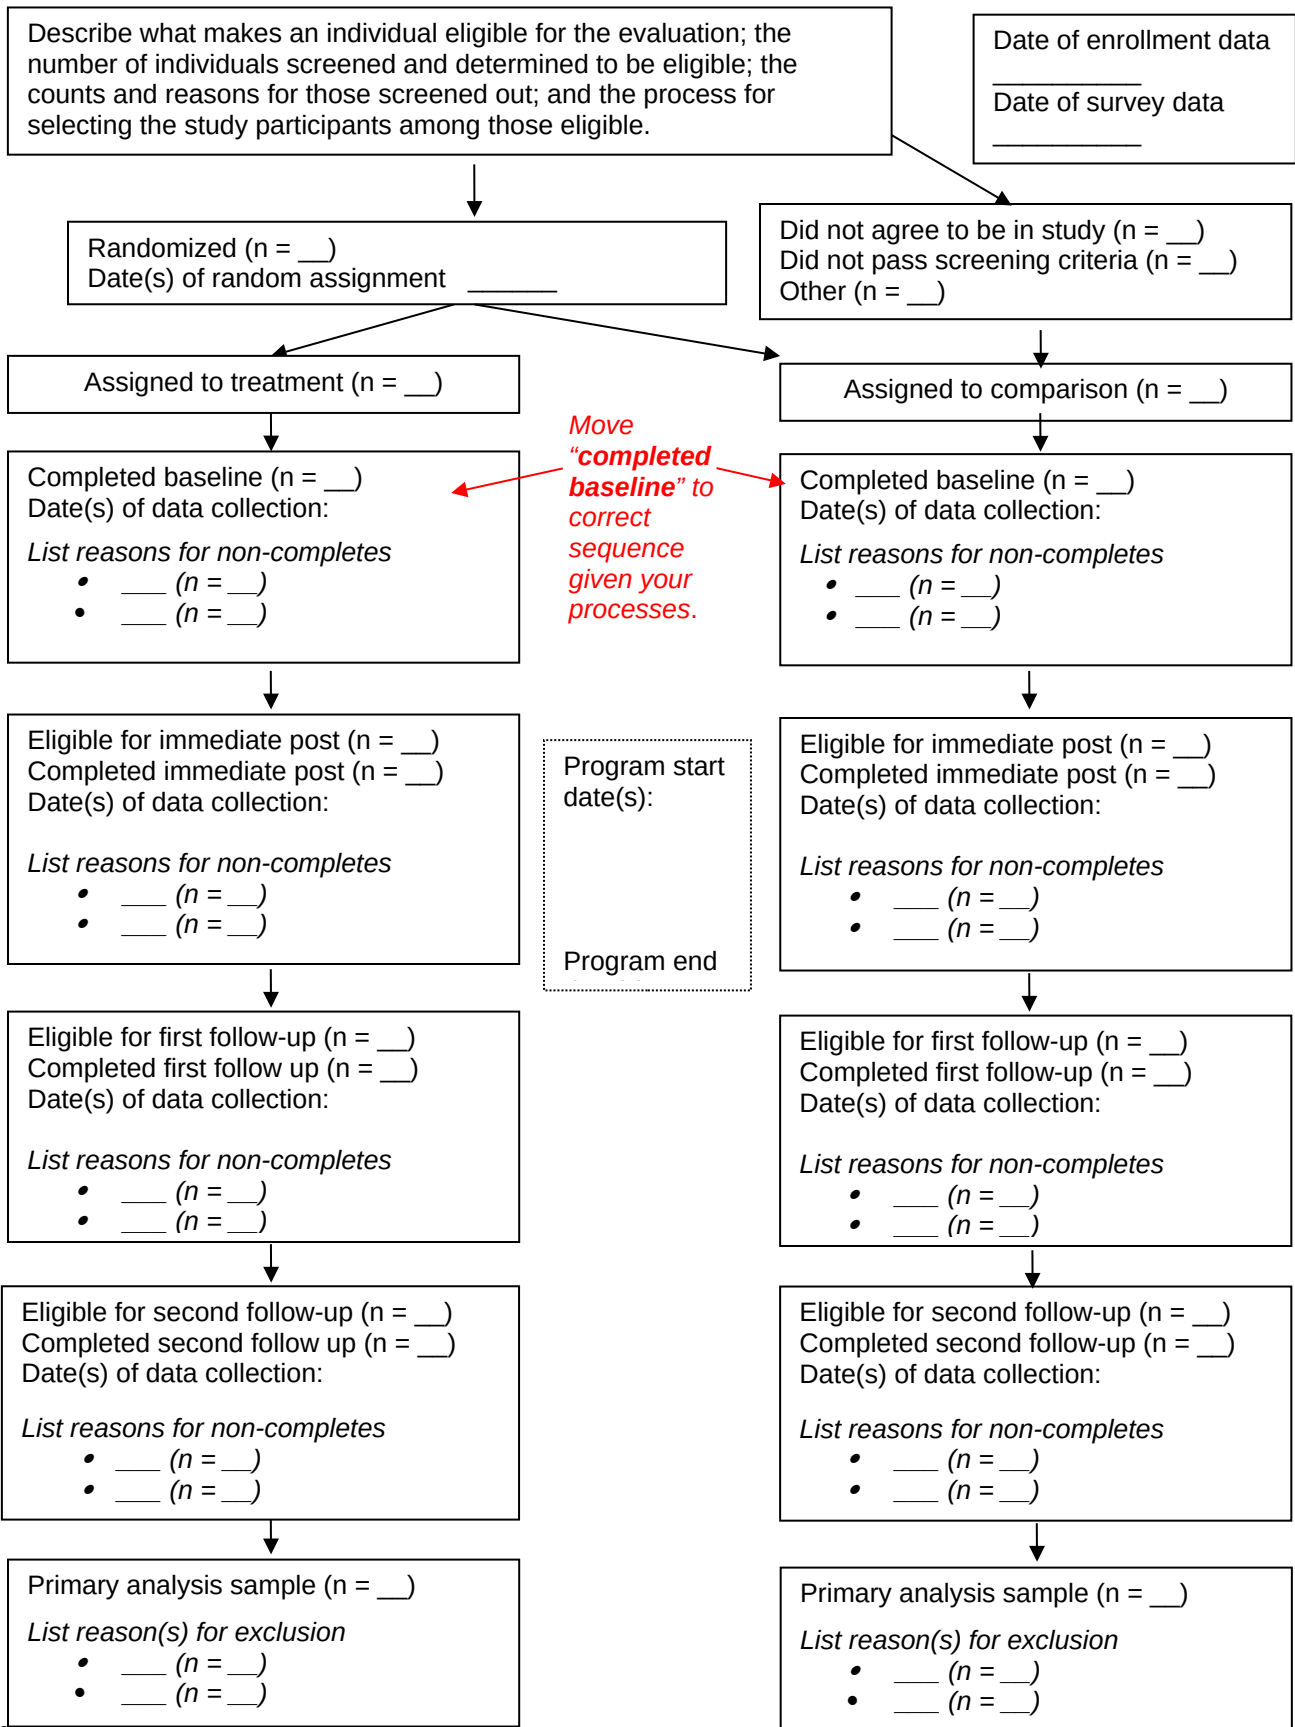 Describe what makes an individual eligible for the evaluation; the
number of individuals screened and determined to be eligible; the
counts and reasons for those screened out; and the process for
selecting the study participants among those eligible.
Date of enrollment data
__________
Date of survey data
__________
Randomized (n = __)
Date(s) of random assignment ______
Did not agree to be in study (n = __)
Did not pass screening criteria (n = __)
Other (n = __)
Assigned to treatment (n = __)
Assigned to comparison (n = __)
Move
“completed
baseline” to
correct
sequence
given your
processes.
Completed baseline (n = __)
Date(s) of data collection:
List reasons for non-completes
• ___ (n = __)
• ___ (n = __)
Completed baseline (n = __)
Date(s) of data collection:
List reasons for non-completes
• ___ (n = __)
• ___ (n = __)
Eligible for immediate post (n = __)
Completed immediate post (n = __)
Date(s) of data collection:
List reasons for non-completes
• ___ (n = __)
• ___ (n = __)
Program start
date(s):
Program end
Eligible for immediate post (n = __)
Completed immediate post (n = __)
Date(s) of data collection:
List reasons for non-completes
• ___ (n = __)
• ___ (n = __)
Eligible for first follow-up (n = __)
Completed first follow up (n = __)
Date(s) of data collection:
List reasons for non-completes
• ___ (n = __)
• ___ (n = __)
Eligible for first follow-up (n = __)
Completed first follow-up (n = __)
Date(s) of data collection:
List reasons for non-completes
• ___ (n = __)
• ___ (n = __)
Eligible for second follow-up (n = __)
Completed second follow up (n = __)
Date(s) of data collection:
List reasons for non-completes
• ___ (n = __)
• ___ (n = __)
Eligible for second follow-up (n = __)
Completed second follow-up (n = __)
Date(s) of data collection:
List reasons for non-completes
• ___ (n = __)
• ___ (n = __)
Primary analysis sample (n = __)
List reason(s) for exclusion
• ___ (n = __)
• ___ (n = __)
Primary analysis sample (n = __)
List reason(s) for exclusion
• ___ (n = __)
• ___ (n = __)